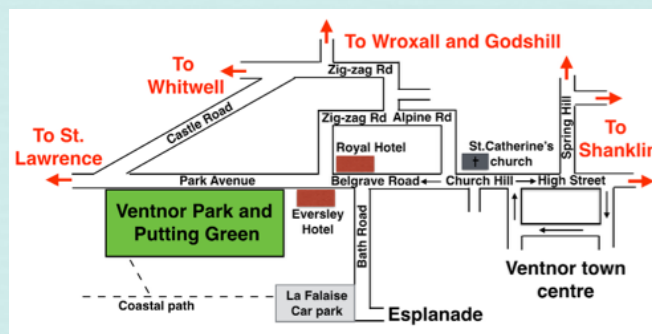 To Wroxall and Godshill
To
Whitwell
Zig-zag Rd
Castle Road
Spring Hill
To St.
Lawrence
Zig-zag Rd
Alpine Rd
Royal Hotel
St.Catherine's
church
To
Shanklin
Park Avenue
Belgrave Road
Church Hill
High Street
Ventnor Park and
Putting Green
Eversley
Hotel
Bath Road
Ventnor town
centre
Coastal path
La Falaise
Car park
Esplanade